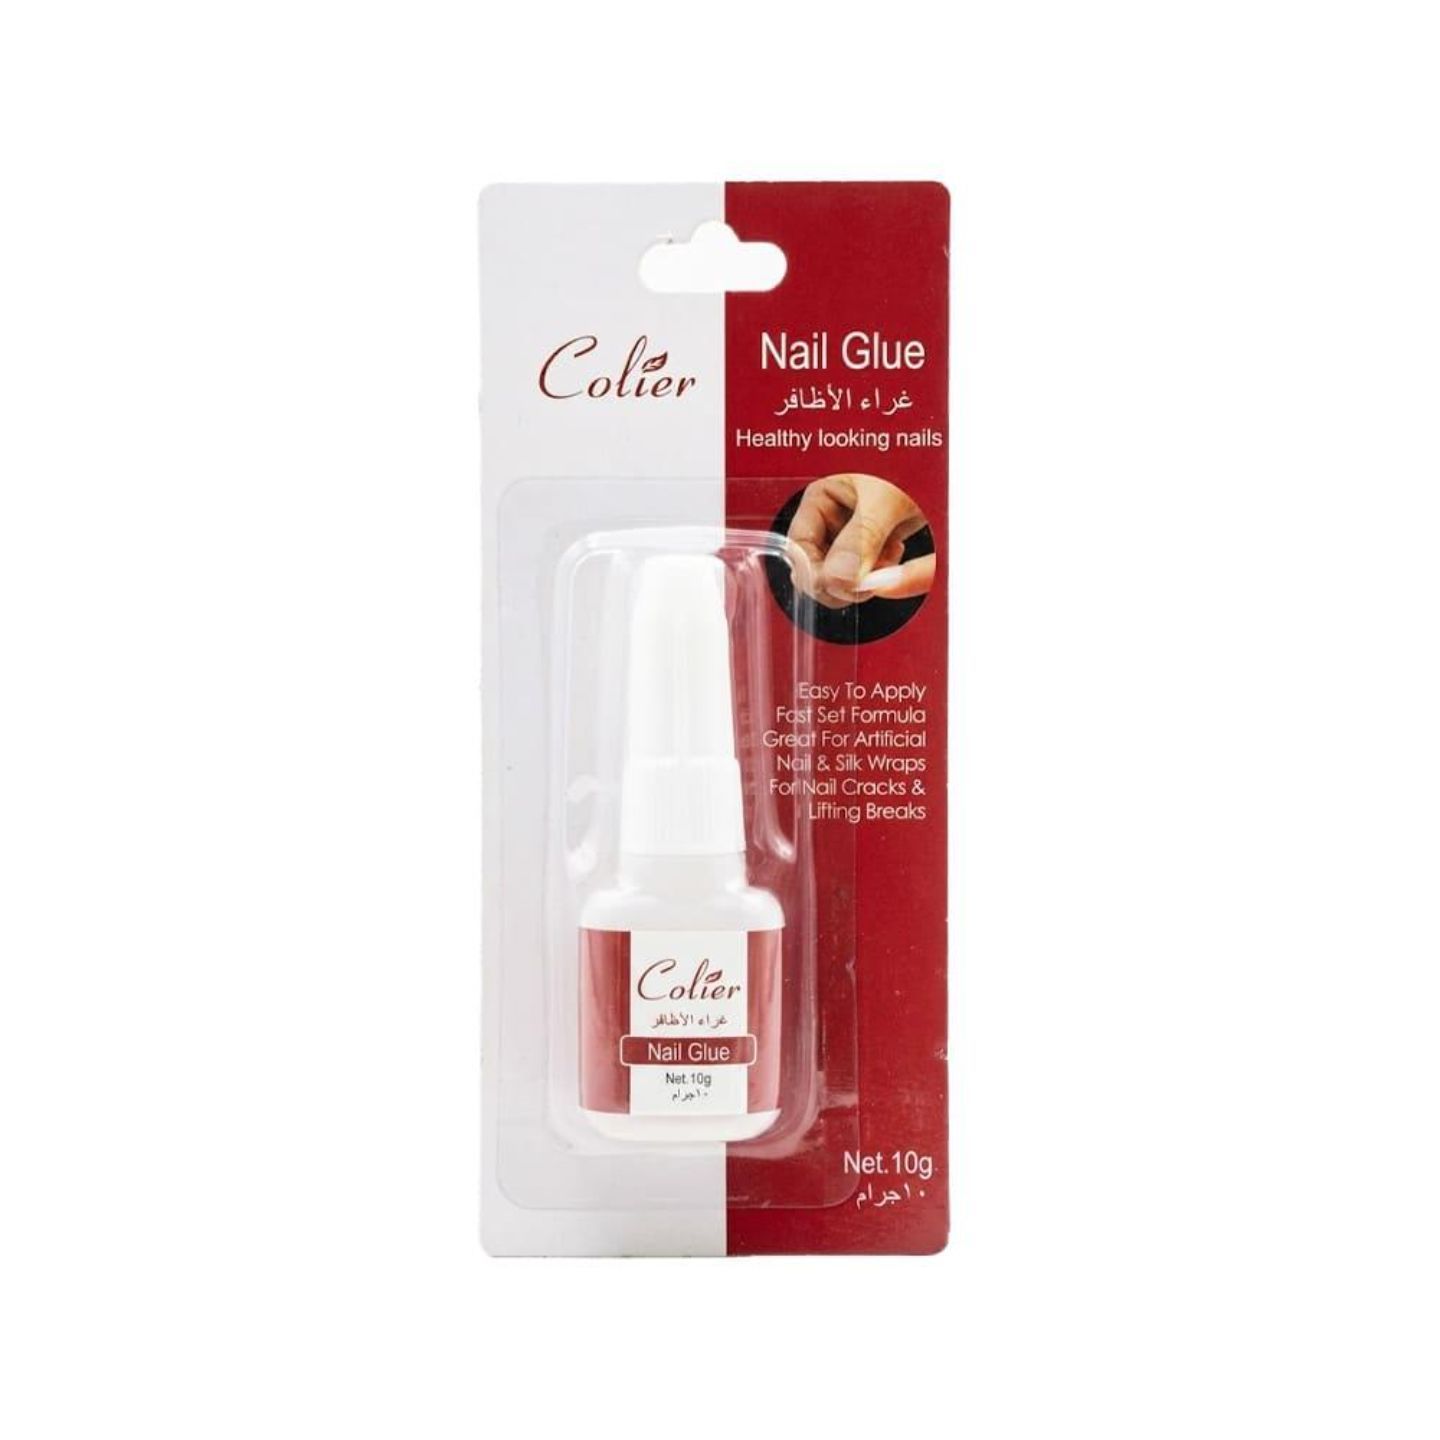 Colier
Nail Glue
غراء الأظافر
Healthy looking nails
Easy To Apply
Fast Set Formula
Great For Artificial
Nail & Silk Wraps
For Nail Cracks &
Lifting Breaks
Colier
غراء الأظافر
Nail Glue
Net.10g
١٠جرام
Net.10g
١٠جرام